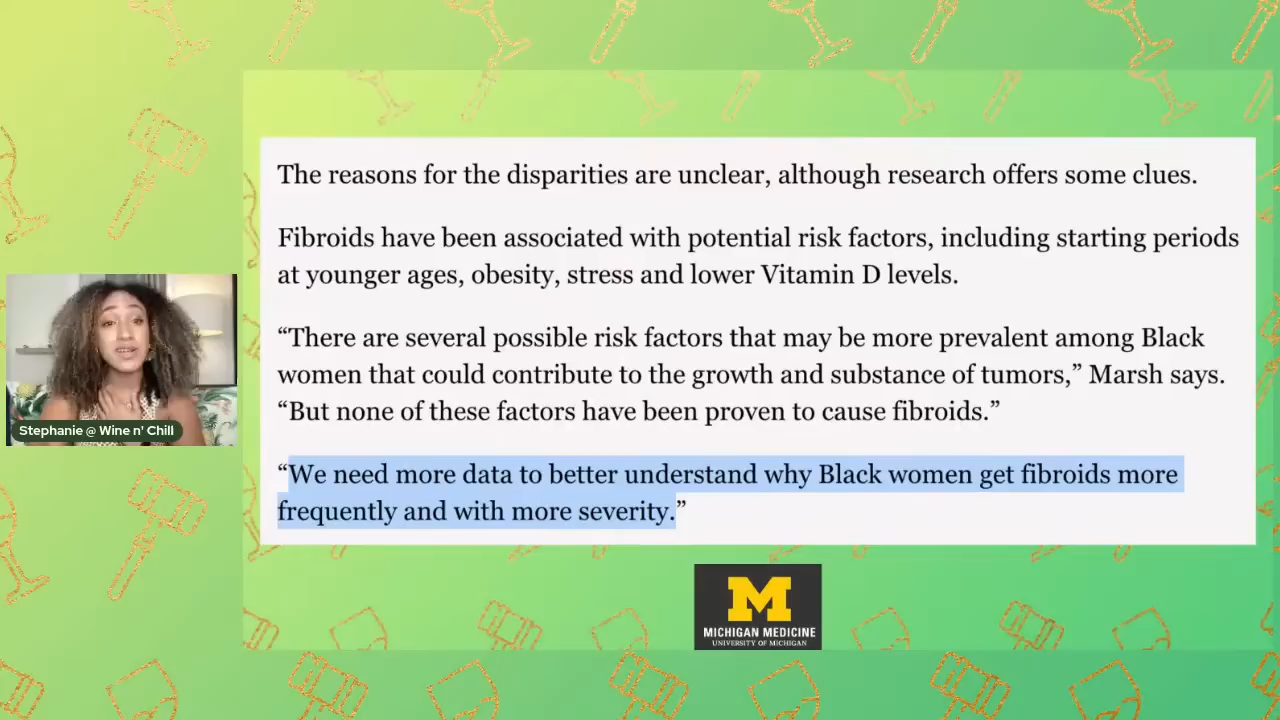 The reasons for the disparities are unclear, although research offers some clues.
Fibroids have been associated with potential risk factors, including starting periods
at younger ages, obesity, stress and lower Vitamin D levels.
“There are several possible risk factors that may be more prevalent among Black
women that could contribute to the growth and substance of tumors,” Marsh says.
“But none of these factors have been proven to cause fibroids.”
“We need more data to better understand why Black women get fibroids more
frequently and with more severity.”
Stephanie @ Wine n' Chill
M
MICHIGAN MEDICINE
UNIVERSITY OF MICHIGAN